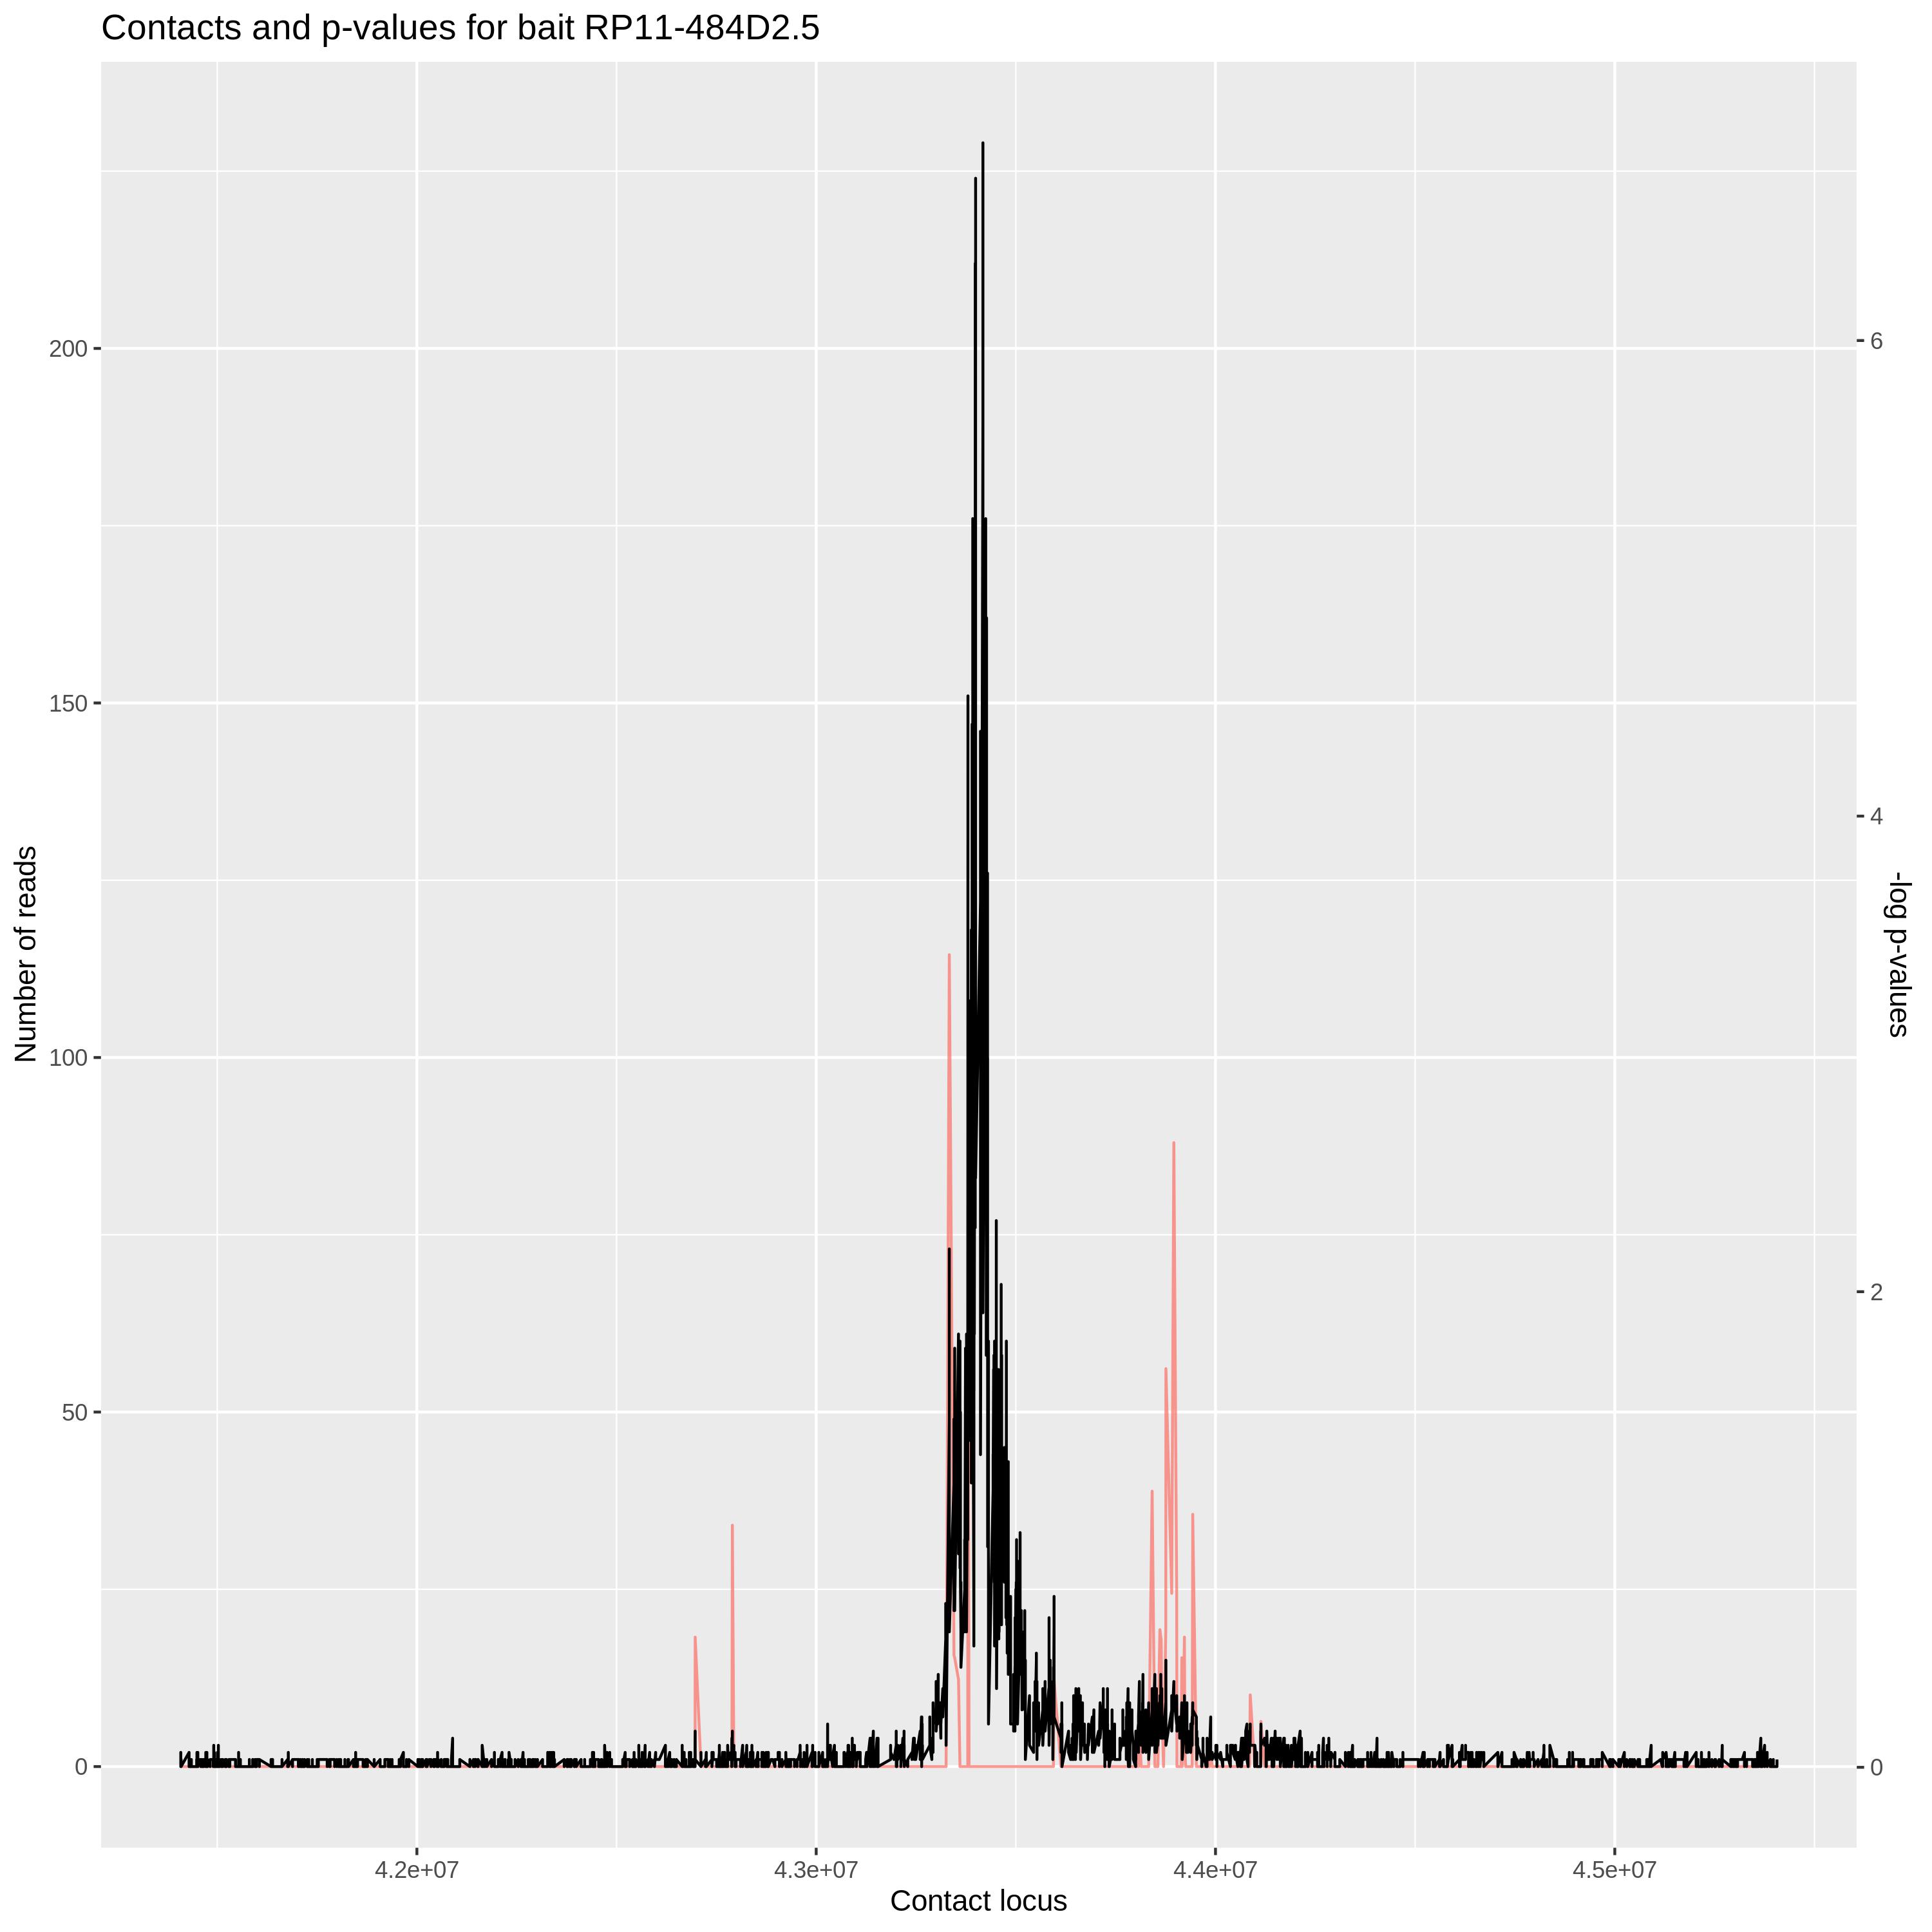 Contacts and p-values for bait RP11-484D2.5
Number of reads
200
150
100
50
0
6
4
2
0
-log p-values
4.2e+07
4.3e+07
4.4e+07
4.5e+07
Contact locus